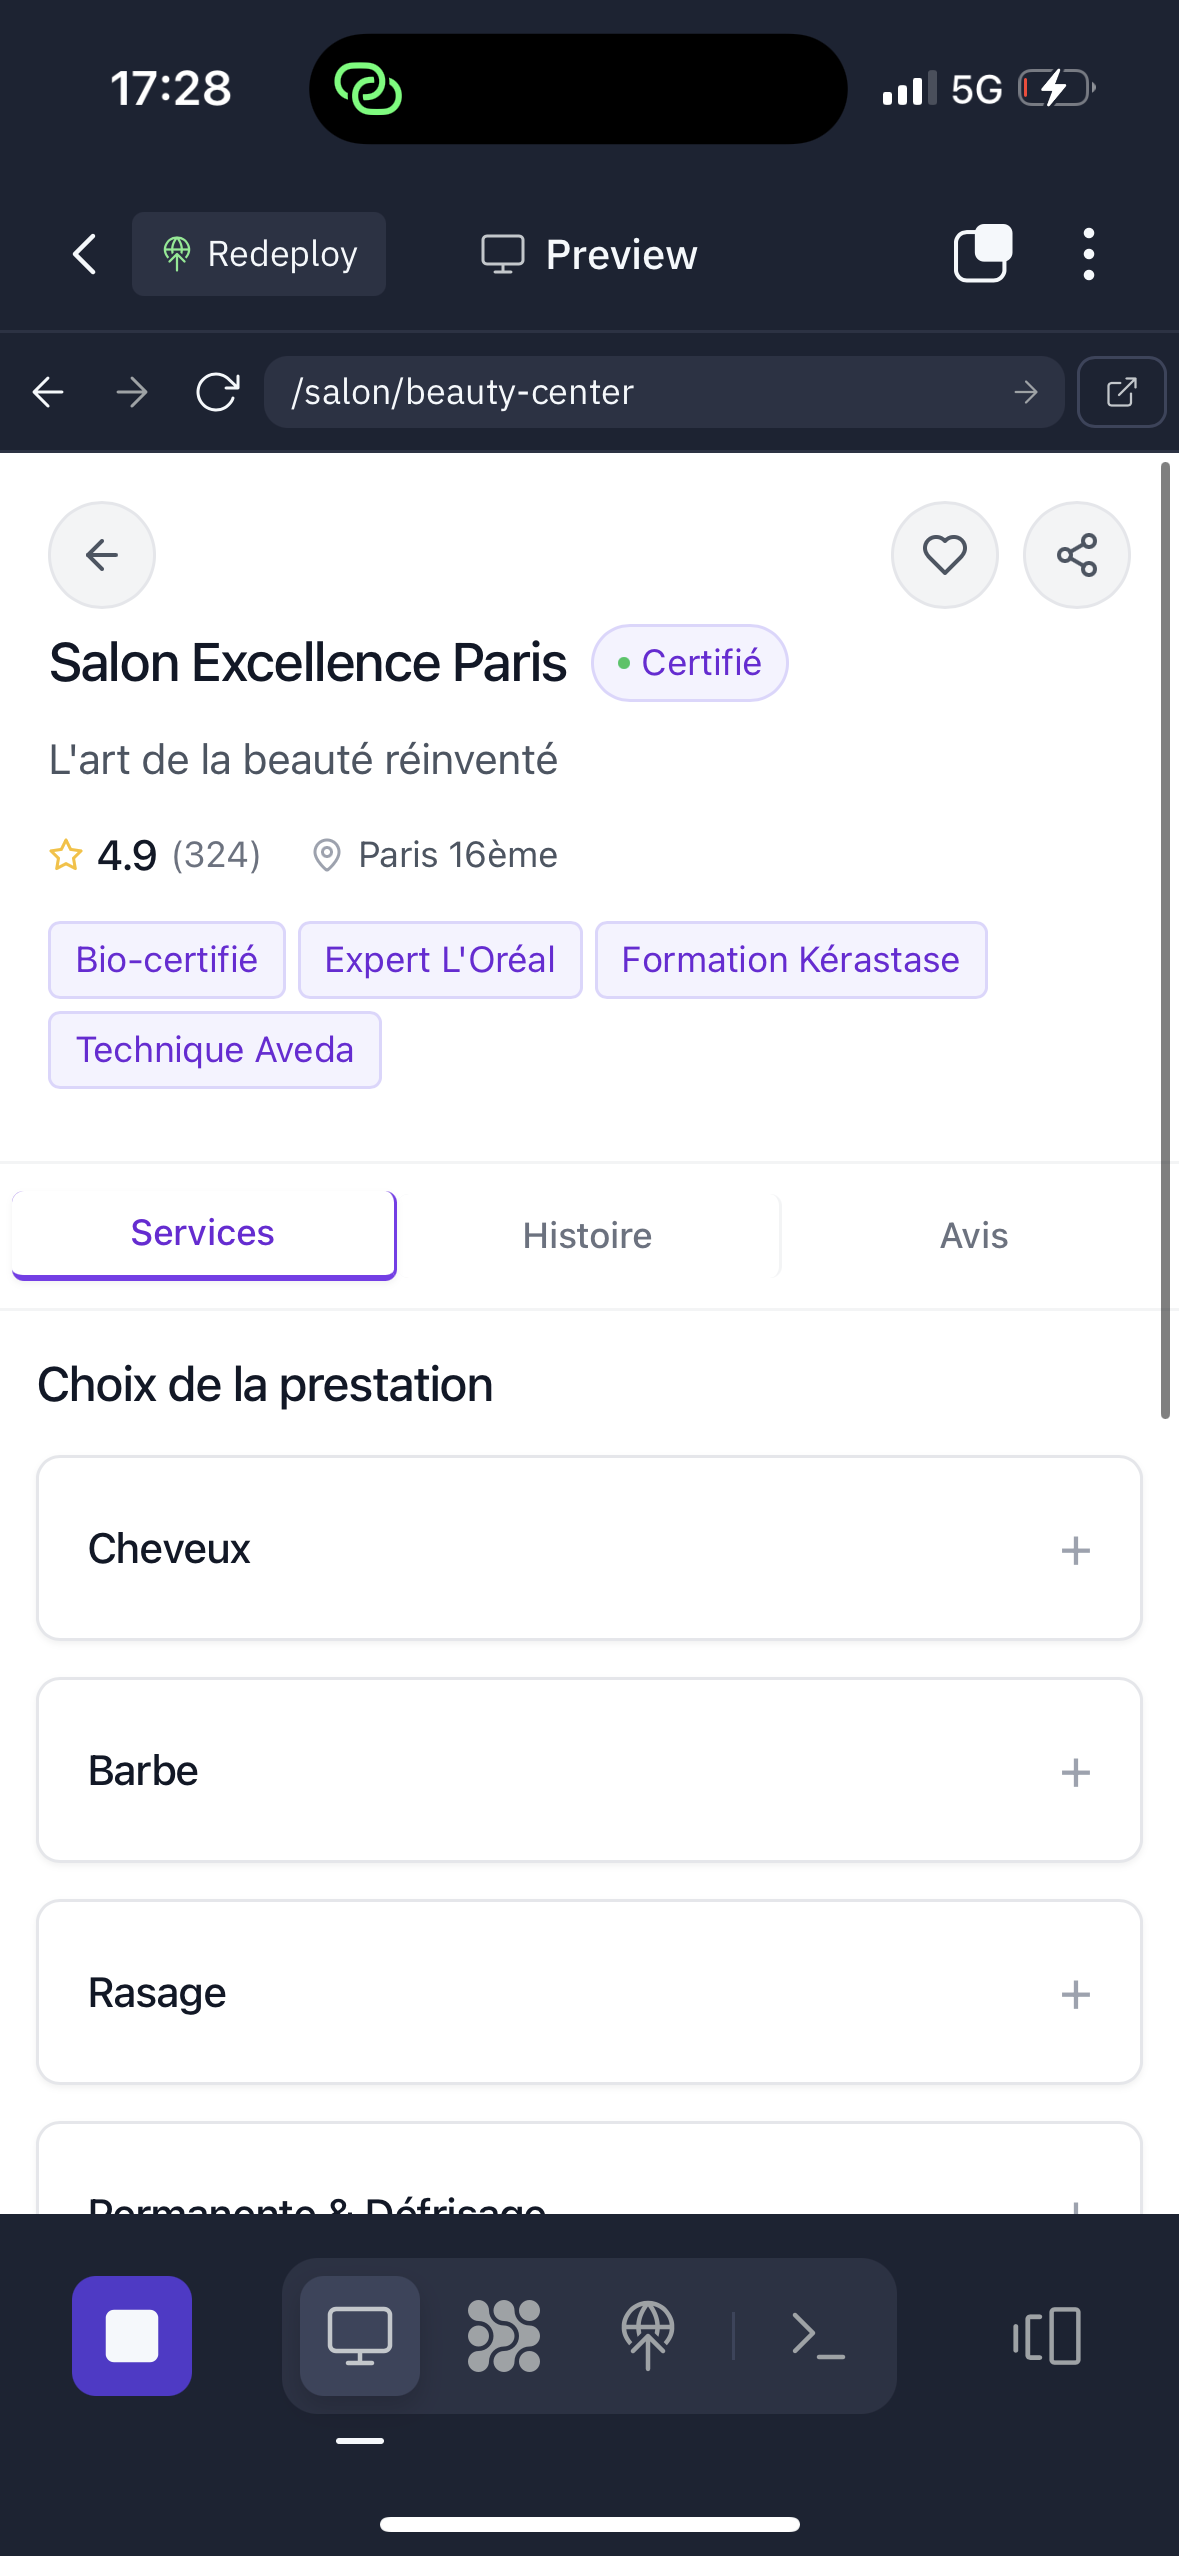 17:28
5G
Redeploy
Preview
/salon/beauty-center
Salon Excellence Paris
Certifié
L'art de la beauté réinventé
4.9 (324)
Paris 16ème
Bio-certifié
Expert L'Oréal
Formation Kérastase
Technique Aveda
Services
Histoire
Avis
Choix de la prestation
Cheveux
Barbe
Rasage
Permanente & Défrisage